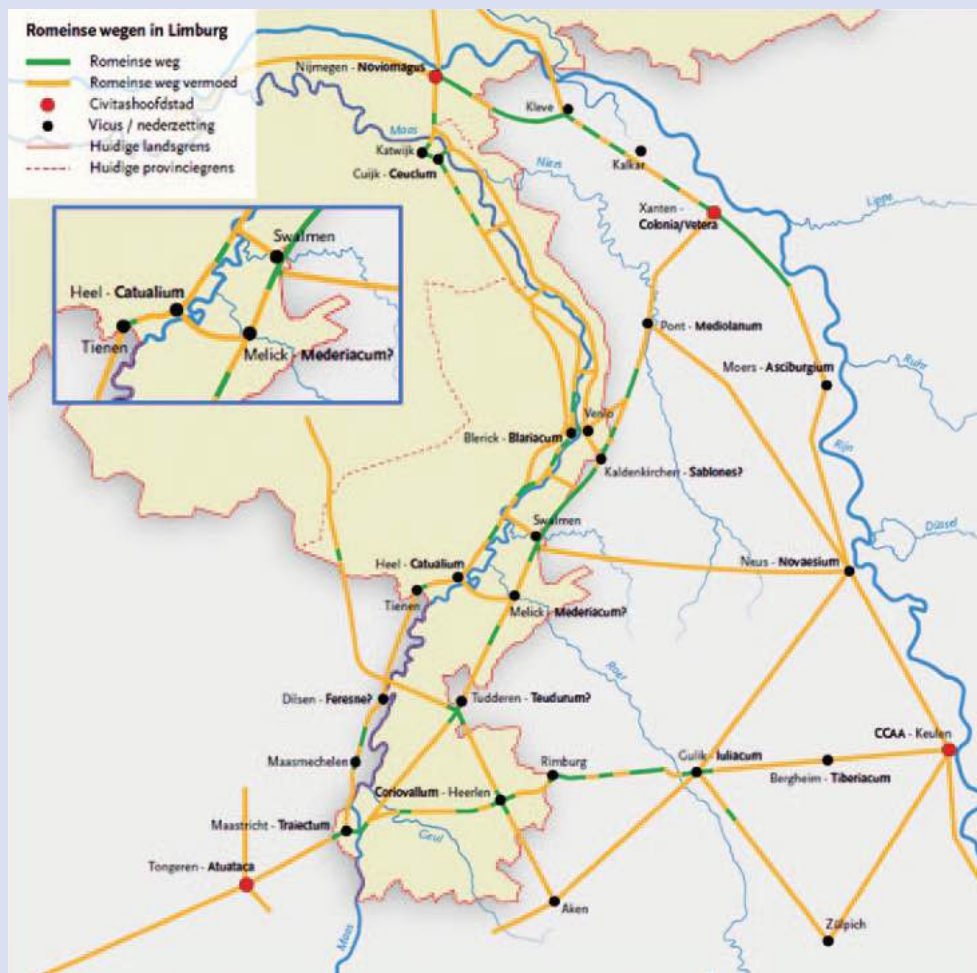 Romeinse wegen in Limburg
Romeinse weg
Romeinse weg vermoed
Civitashoofdstad
Vicus / nederzetting
Huidige landsgrens
Huidige provinciegrens
Nijmegen - Noviomagus
Kleve
Maas
Katwijk
Cuijk - Ceuclum
Kalkar
Niers
Lippe
Xanten -
Colonia/Vetera
Swalmen
Heel - Catualium
Tienen
Melick - Mederiacum?
Pont - Mediolanum
Moers - Asciburgium
Ruhr
Venlo
Blerick - Blariacum
Rijn
Kaldenkirchen - Sablones?
Swalmen
Düssel
Heel - Catualium
Neus - Novaesium
Tienen
Melick - Mederiacum?
Roer
Dilsen - Feresne?
Tudderen - Teudurum?
CCAA - Keulen
Maasmechelen
Rimburg
Gulik - Iuliacum
Bergheim - Tiberiacum
Coriovallum - Heerlen
Maastricht - Traiectum
Geul
Tongeren - Atuataca
Aken
Zülpich
Maas